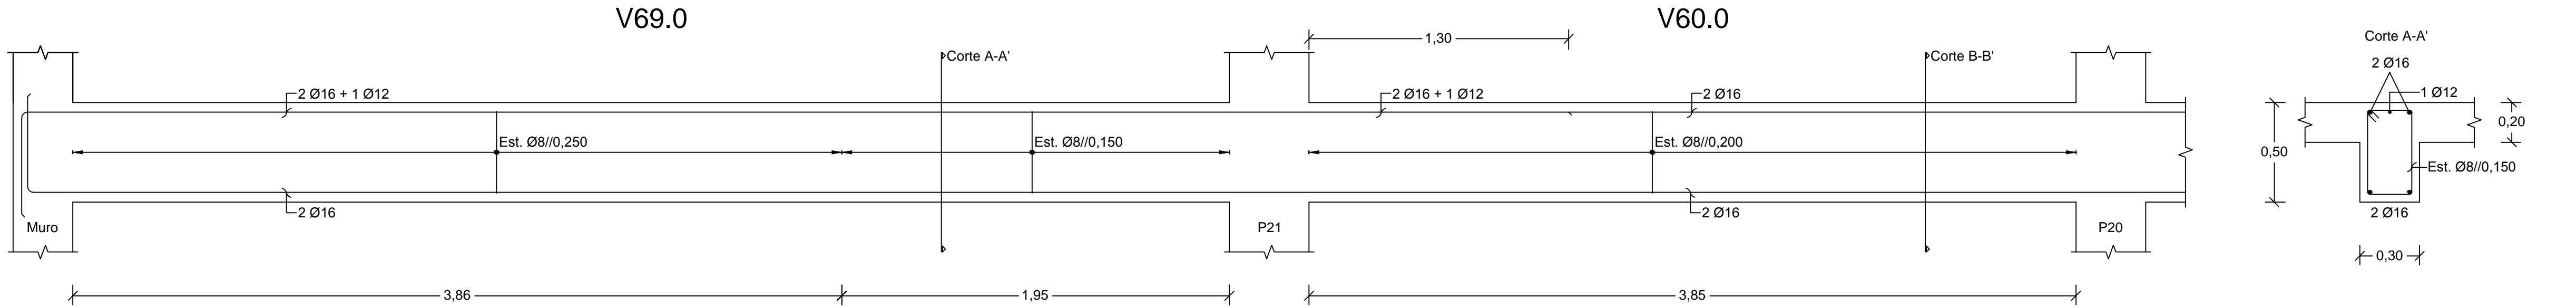 V69.0
V60.0
1,30
Corte A-A'
Corte B-B'
Corte A-A'
2 Ø16
2 Ø16 + 1 Ø12
2 Ø16 + 1 Ø12
2 Ø16
1 Ø12
0,20
Est. Ø8//0,250
Est. Ø8//0,150
Est. Ø8//0,200
0,50
Est. Ø8//0,150
2 Ø16
2 Ø16
2 Ø16
Muro
P21
P20
0,30
3,86
1,95
3,85